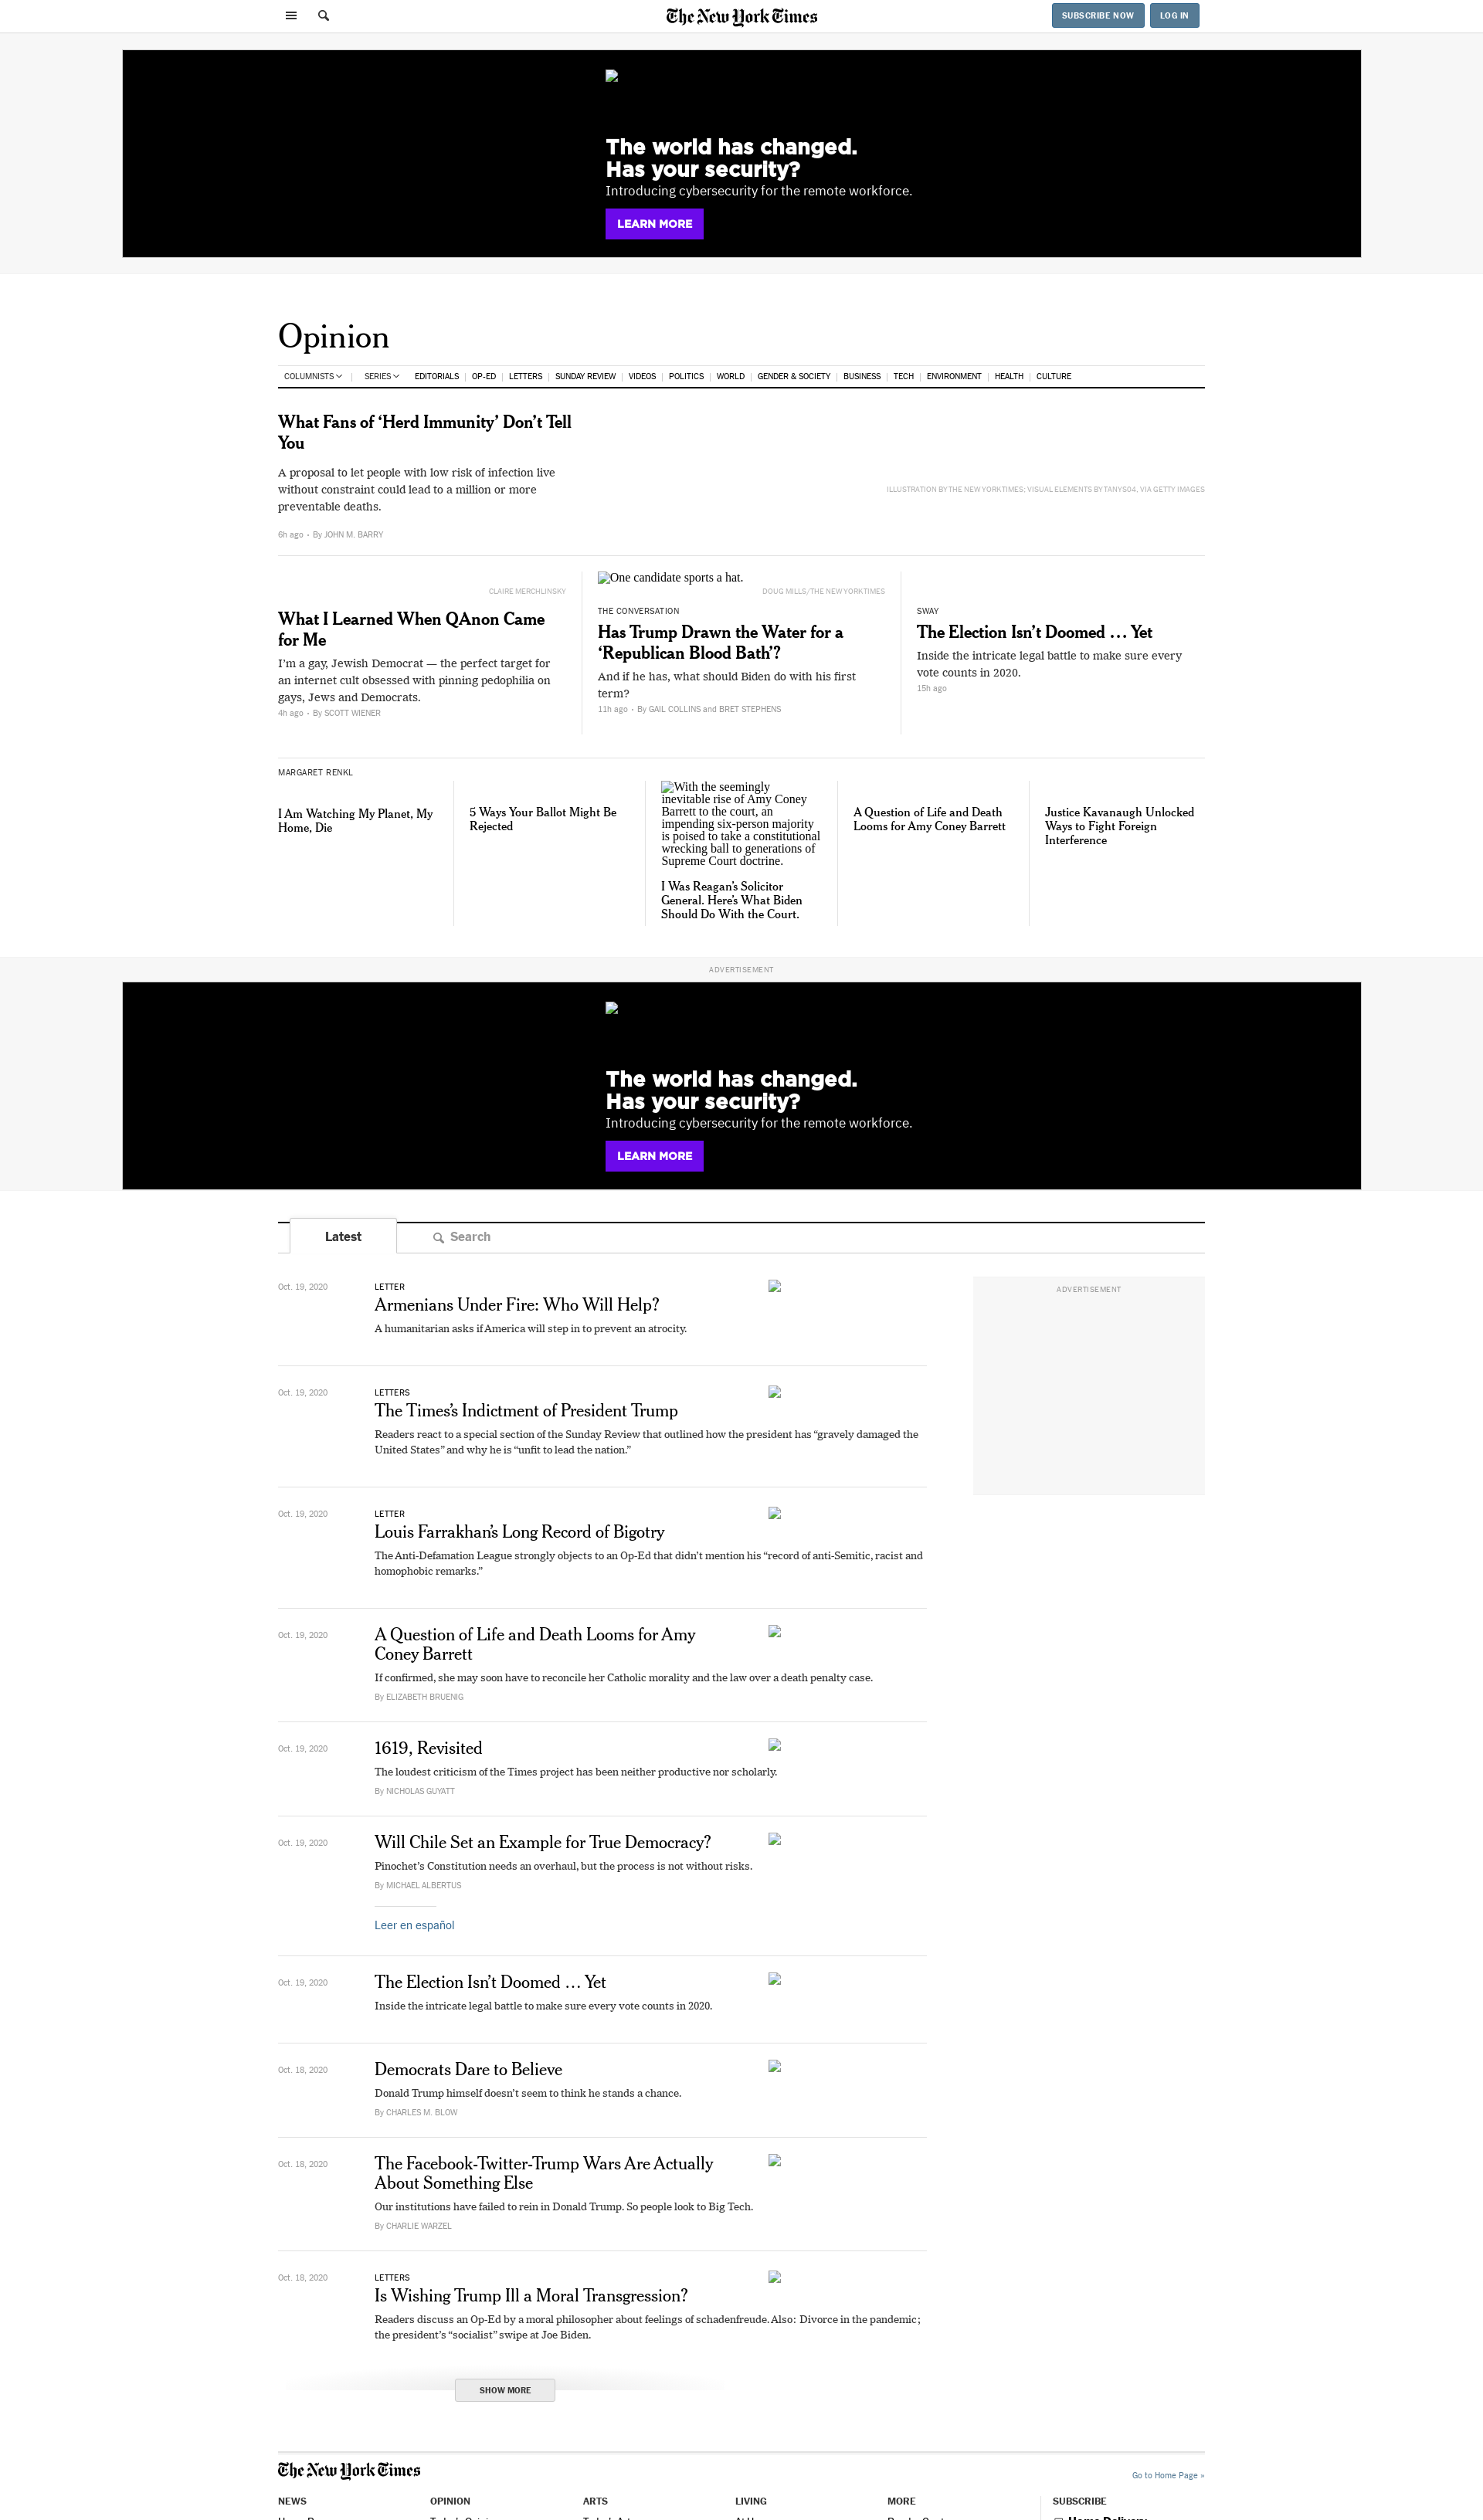 The New York Times
SUBSCRIBE NOW
LOG IN
The world has changed.
Has your security?
Introducing cybersecurity for the remote workforce.
LEARN MORE
Opinion
COLUMNISTS
SERIES
EDITORIALS
OP-ED
LETTERS
SUNDAY REVIEW
VIDEOS
POLITICS
WORLD
GENDER & SOCIETY
BUSINESS
TECH
ENVIRONMENT
HEALTH
CULTURE
What Fans of ‘Herd Immunity’ Don’t Tell
You
A proposal to let people with low risk of infection live
without constraint could lead to a million or more
preventable deaths.
6h ago • By JOHN M. BARRY
ILLUSTRATION BY THE NEW YORK TIMES; VISUAL ELEMENTS BY TANYS04, VIA GETTY IMAGES
CLAIRE MERCHLINSKY
What I Learned When QAnon Came
for Me
I’m a gay, Jewish Democrat — the perfect target for
an internet cult obsessed with pinning pedophilia on
gays, Jews and Democrats.
4h ago • By SCOTT WIENER
One candidate sports a hat.
DOUG MILLS/THE NEW YORK TIMES
THE CONVERSATION
Has Trump Drawn the Water for a
‘Republican Blood Bath’?
And if he has, what should Biden do with his first
term?
11h ago • By GAIL COLLINS and BRET STEPHENS
SWAY
The Election Isn’t Doomed … Yet
Inside the intricate legal battle to make sure every
vote counts in 2020.
15h ago
MARGARET RENKL
I Am Watching My Planet, My
Home, Die
5 Ways Your Ballot Might Be
Rejected
With the seemingly
inevitable rise of Amy Coney
Barrett to the court, an
impending six-person majority
is poised to take a constitutional
wrecking ball to generations of
Supreme Court doctrine.
I Was Reagan’s Solicitor
General. Here’s What Biden
Should Do With the Court.
A Question of Life and Death
Looms for Amy Coney Barrett
Justice Kavanaugh Unlocked
Ways to Fight Foreign
Interference
ADVERTISEMENT
The world has changed.
Has your security?
Introducing cybersecurity for the remote workforce.
LEARN MORE
Latest
Search
ADVERTISEMENT
Oct. 19, 2020
LETTER
Armenians Under Fire: Who Will Help?
A humanitarian asks if America will step in to prevent an atrocity.
Oct. 19, 2020
LETTERS
The Times’s Indictment of President Trump
Readers react to a special section of the Sunday Review that outlined how the president has “gravely damaged the
United States” and why he is “unfit to lead the nation.”
Oct. 19, 2020
LETTER
Louis Farrakhan’s Long Record of Bigotry
The Anti-Defamation League strongly objects to an Op-Ed that didn’t mention his “record of anti-Semitic, racist and
homophobic remarks.”
Oct. 19, 2020
A Question of Life and Death Looms for Amy
Coney Barrett
If confirmed, she may soon have to reconcile her Catholic morality and the law over a death penalty case.
By ELIZABETH BRUENIG
Oct. 19, 2020
1619, Revisited
The loudest criticism of the Times project has been neither productive nor scholarly.
By NICHOLAS GUYATT
Oct. 19, 2020
Will Chile Set an Example for True Democracy?
Pinochet’s Constitution needs an overhaul, but the process is not without risks.
By MICHAEL ALBERTUS
Leer en español
Oct. 19, 2020
The Election Isn’t Doomed … Yet
Inside the intricate legal battle to make sure every vote counts in 2020.
Oct. 18, 2020
Democrats Dare to Believe
Donald Trump himself doesn’t seem to think he stands a chance.
By CHARLES M. BLOW
Oct. 18, 2020
The Facebook-Twitter-Trump Wars Are Actually
About Something Else
Our institutions have failed to rein in Donald Trump. So people look to Big Tech.
By CHARLIE WARZEL
Oct. 18, 2020
LETTERS
Is Wishing Trump Ill a Moral Transgression?
Readers discuss an Op-Ed by a moral philosopher about feelings of schadenfreude. Also: Divorce in the pandemic;
the president’s “socialist” swipe at Joe Biden.
SHOW MORE
The New York Times
Go to Home Page »
NEWS
OPINION
ARTS
LIVING
MORE
SUBSCRIBE